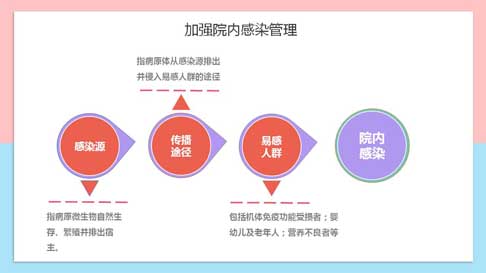 加强院内感染管理
指病原体从感染源排出
并侵入易感人群的途径
感染源
传播
途径
易感
人群
院内
感染
指病原微生物自然生
存、繁殖并排出宿
主。
包括机体免疫功能受损者；婴
幼儿及老年人；营养不良者等